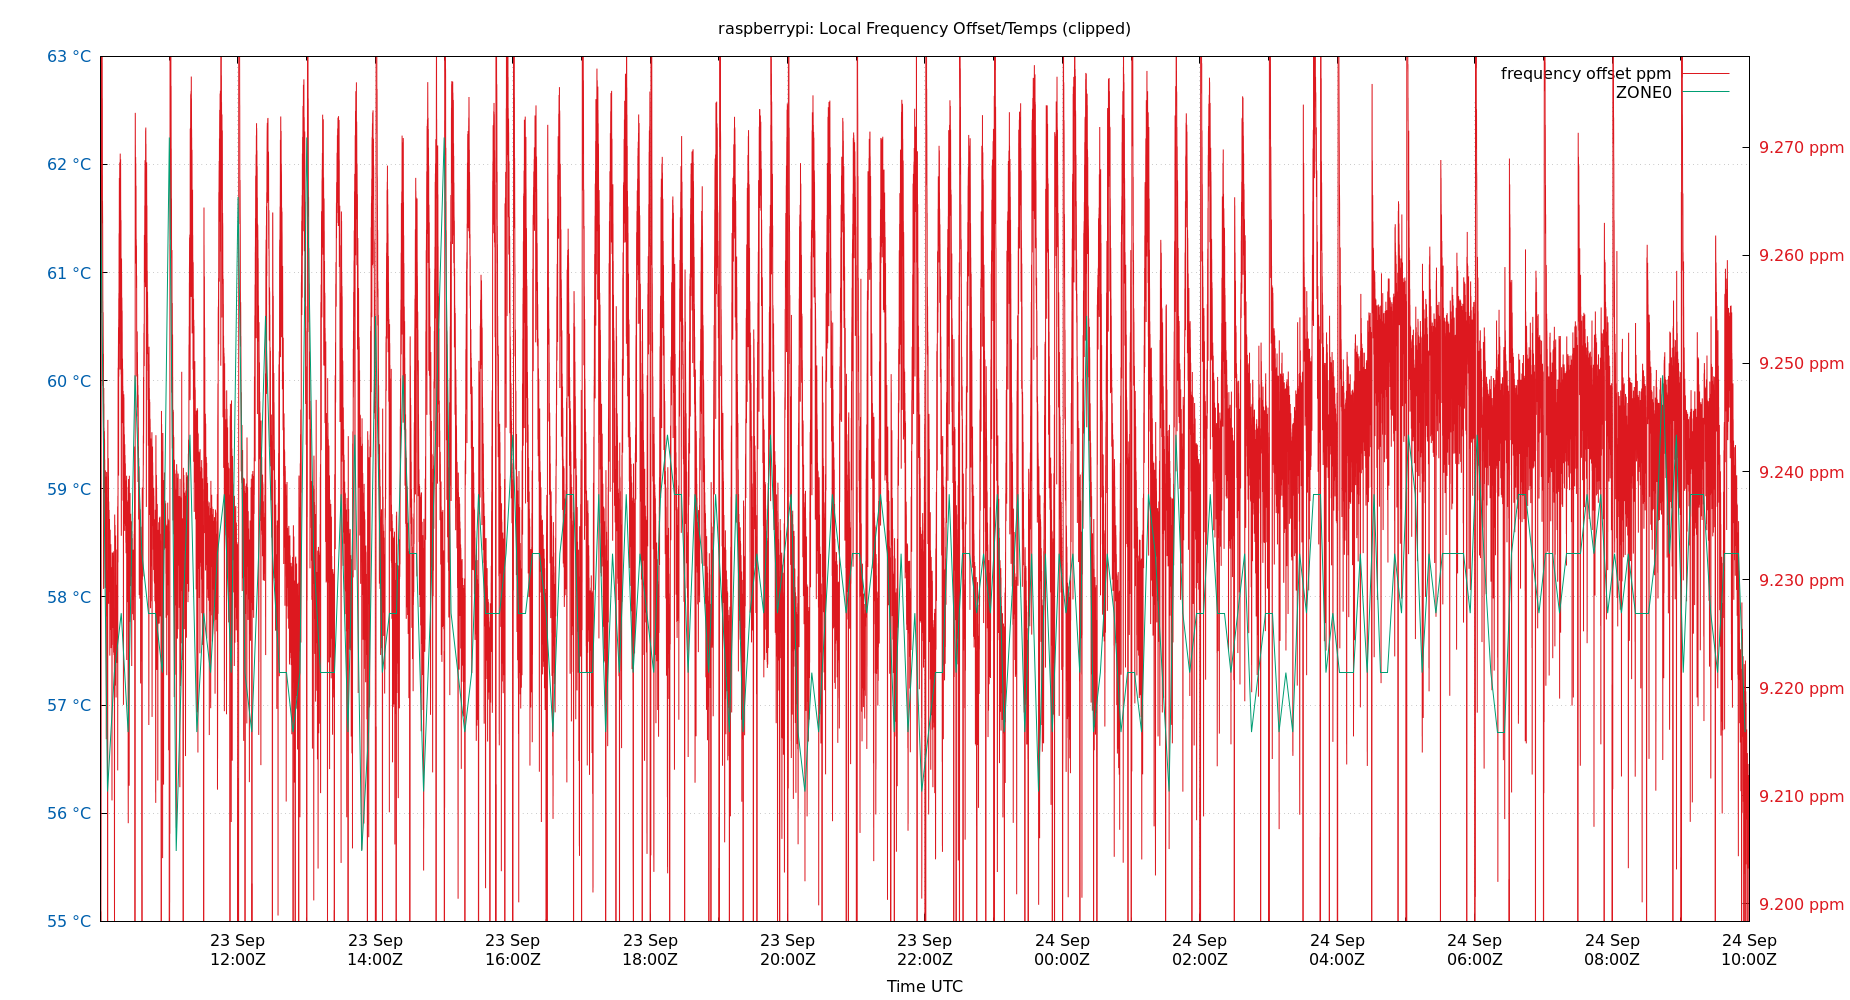 raspberrypi: Local Frequency Offset/Temps (clipped)
63 °C
62 °C
61 °C
60 °C
59 °C
58 °C
57 °C
56 °C
55 °C
frequency offset ppm
ZONE0
9.270 ppm
9.260 ppm
9.250 ppm
9.240 ppm
9.230 ppm
9.220 ppm
9.210 ppm
9.200 ppm
23 Sep 23 Sep 23 Sep 23 Sep 23 Sep 23 Sep 24 Sep 24 Sep 24 Sep 24 Sep 24 Sep 24 Sep
12:00Z 14:00Z 16:00Z 18:00Z 20:00Z 22:00Z 00:00Z 02:00Z 04:00Z 06:00Z 08:00Z 10:00Z
Time UTC